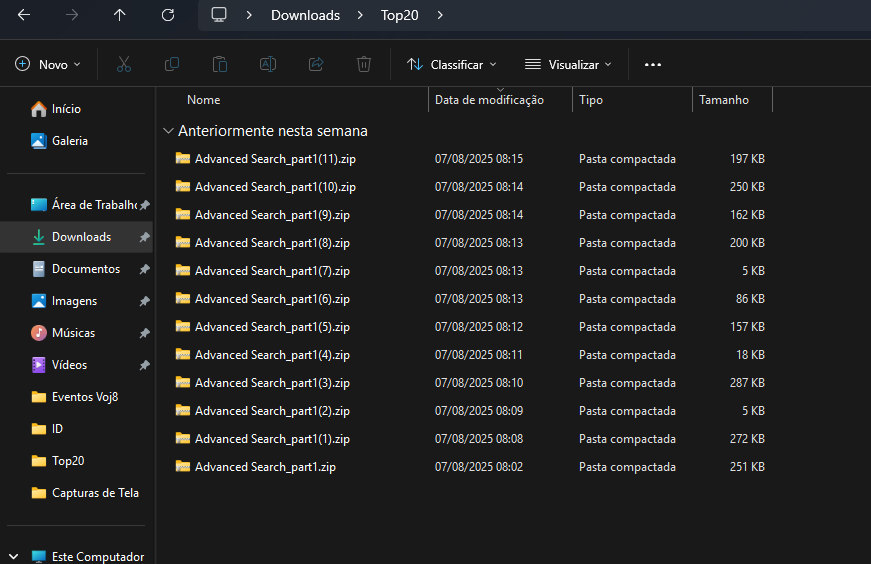 Downloads Top20
Novo Classificar Visualizar
Nome Data de modificação Tipo Tamanho
Início
Galeria
Área de Trabalho
Downloads
Documentos
Imagens
Músicas
Vídeos
Eventos Voj8
ID
Top20
Capturas de Tela
Este Computador
Anteriormente nesta semana
Advanced Search_part1(11).zip 07/08/2025 08:15 Pasta compactada 197 KB
Advanced Search_part1(10).zip 07/08/2025 08:14 Pasta compactada 250 KB
Advanced Search_part1(9).zip 07/08/2025 08:14 Pasta compactada 162 KB
Advanced Search_part1(8).zip 07/08/2025 08:13 Pasta compactada 200 KB
Advanced Search_part1(7).zip 07/08/2025 08:13 Pasta compactada 5 KB
Advanced Search_part1(6).zip 07/08/2025 08:13 Pasta compactada 86 KB
Advanced Search_part1(5).zip 07/08/2025 08:12 Pasta compactada 157 KB
Advanced Search_part1(4).zip 07/08/2025 08:11 Pasta compactada 18 KB
Advanced Search_part1(3).zip 07/08/2025 08:10 Pasta compactada 287 KB
Advanced Search_part1(2).zip 07/08/2025 08:09 Pasta compactada 5 KB
Advanced Search_part1(1).zip 07/08/2025 08:08 Pasta compactada 272 KB
Advanced Search_part1.zip 07/08/2025 08:02 Pasta compactada 251 KB